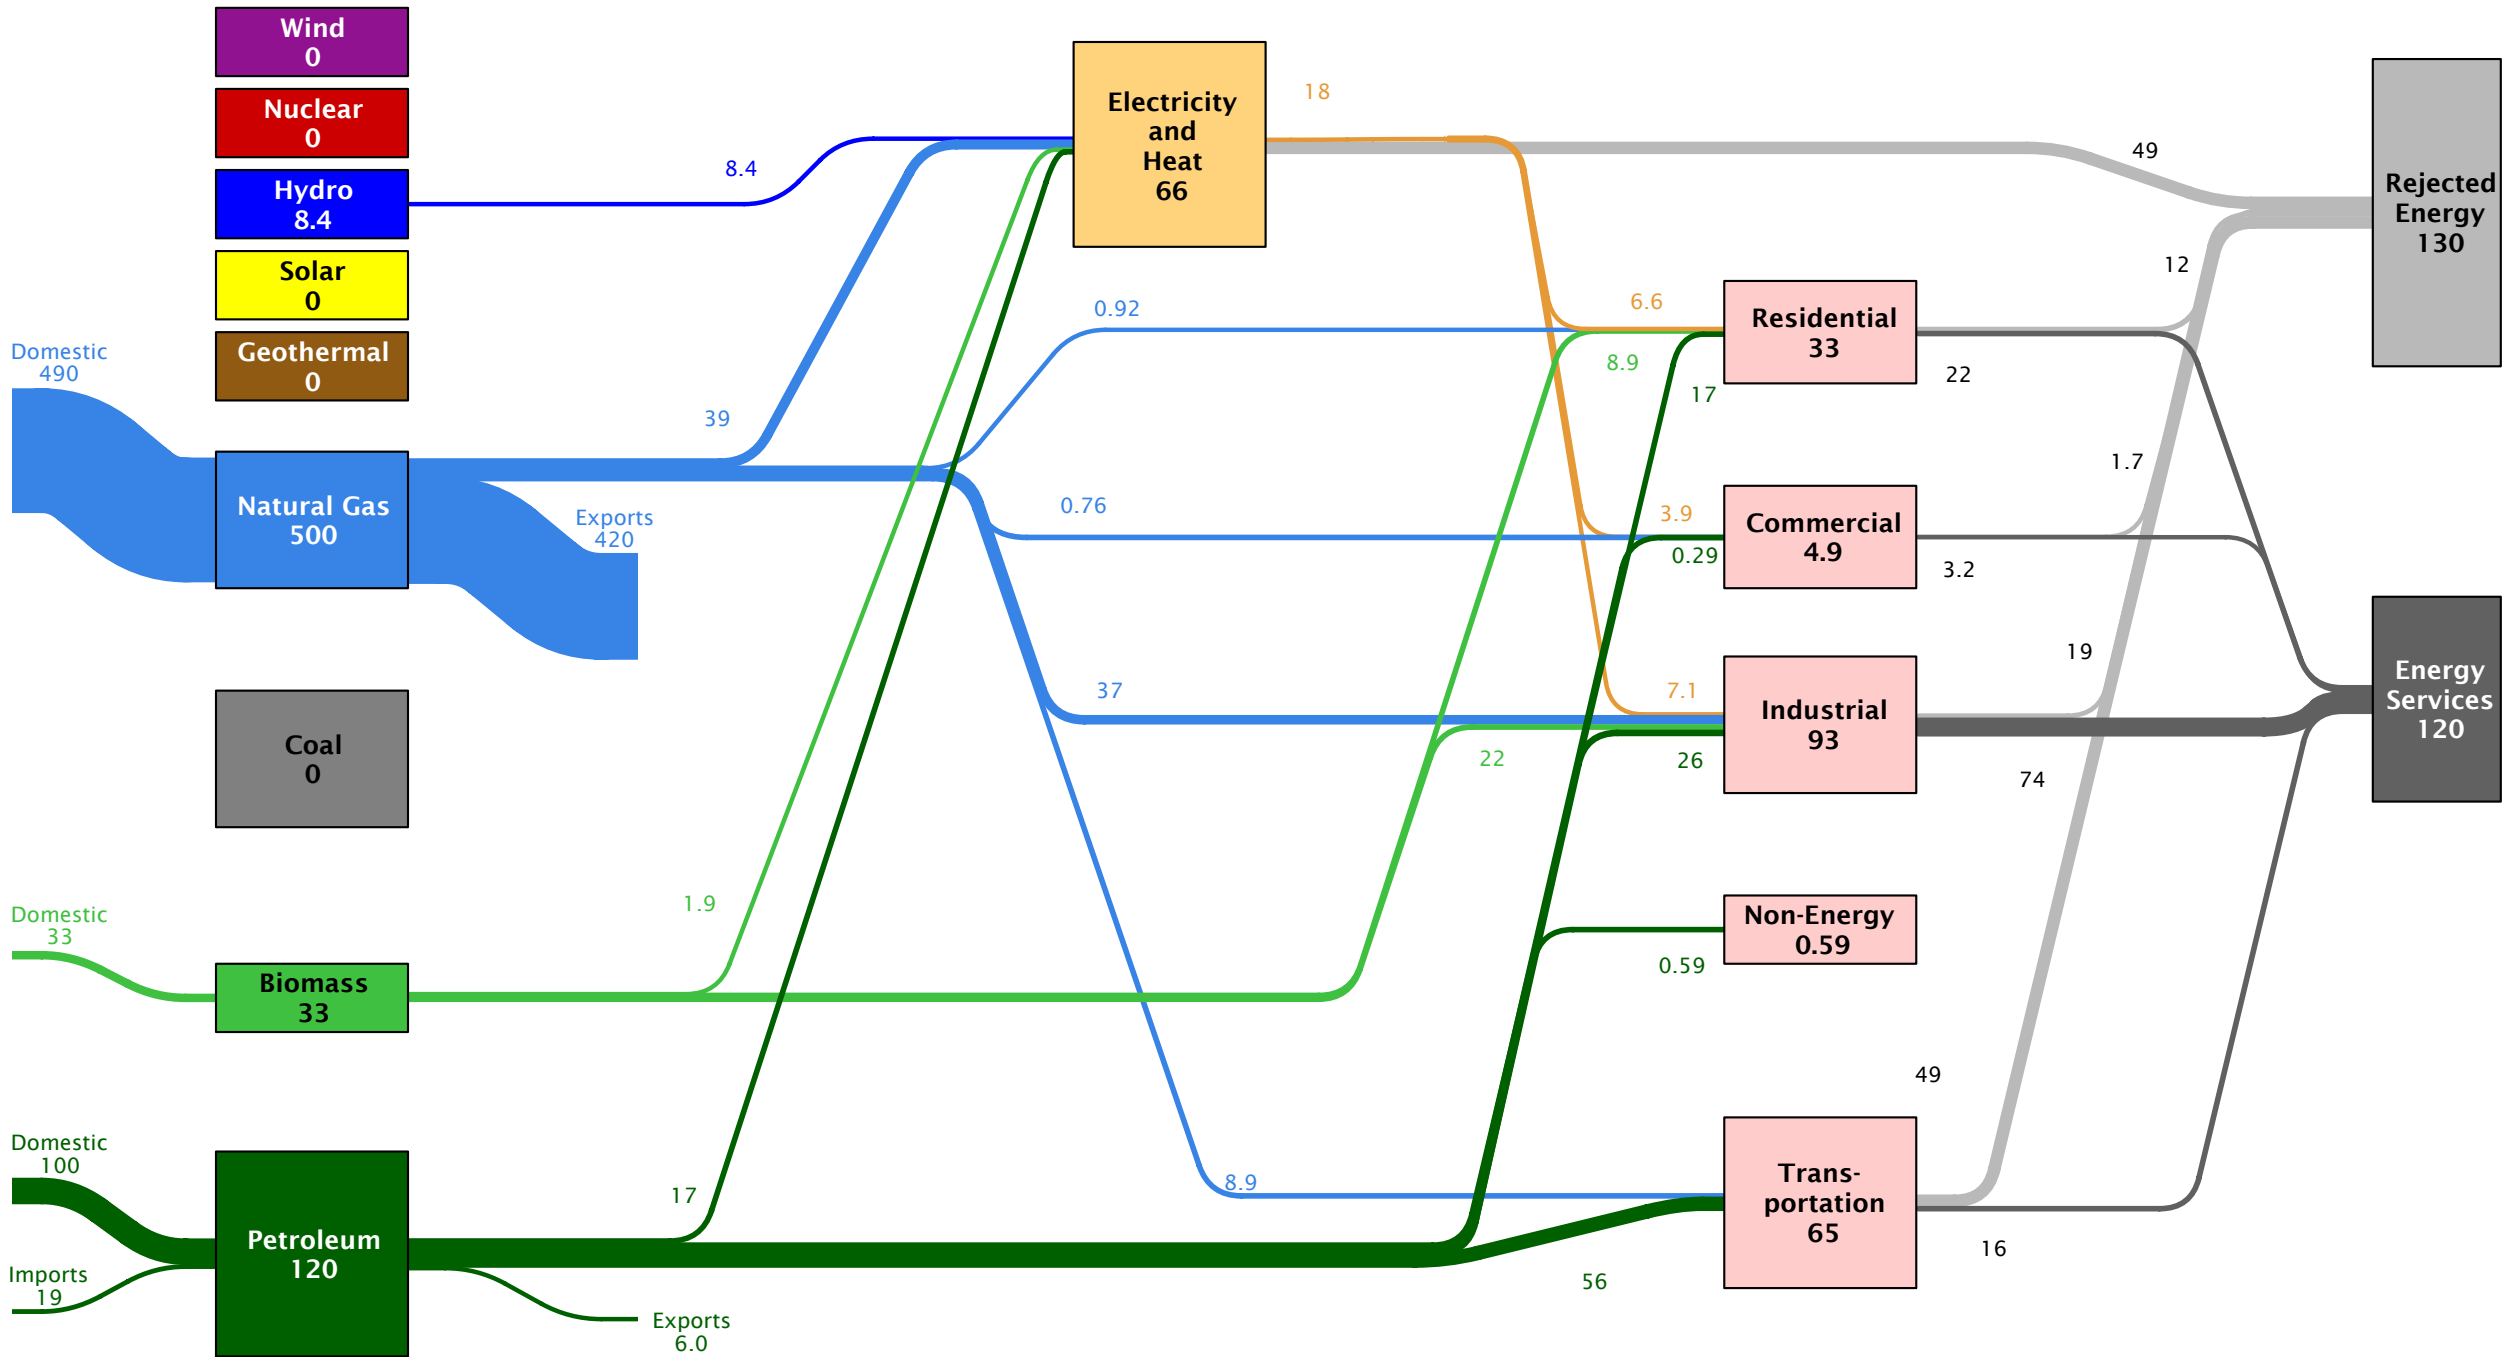 Wind
0
Nuclear
0
Hydro
8.4
Solar
0
Geothermal
0
Domestic
490
Natural Gas
500
Exports
420
Coal
0
Domestic
33
Biomass
33
Domestic
100
Imports
19
Petroleum
120
Exports
6.0
8.4
39
1.9
17
Electricity
and
Heat
66
18
0.92
0.76
37
8.9
6.6
8.9
17
3.9
0.29
7.1
22
26
0.59
56
Residential
33
Commercial
4.9
Industrial
93
Non-Energy
0.59
Trans-
portation
65
49
12
22
1.7
3.2
19
74
49
16
Rejected
Energy
130
Energy
Services
120